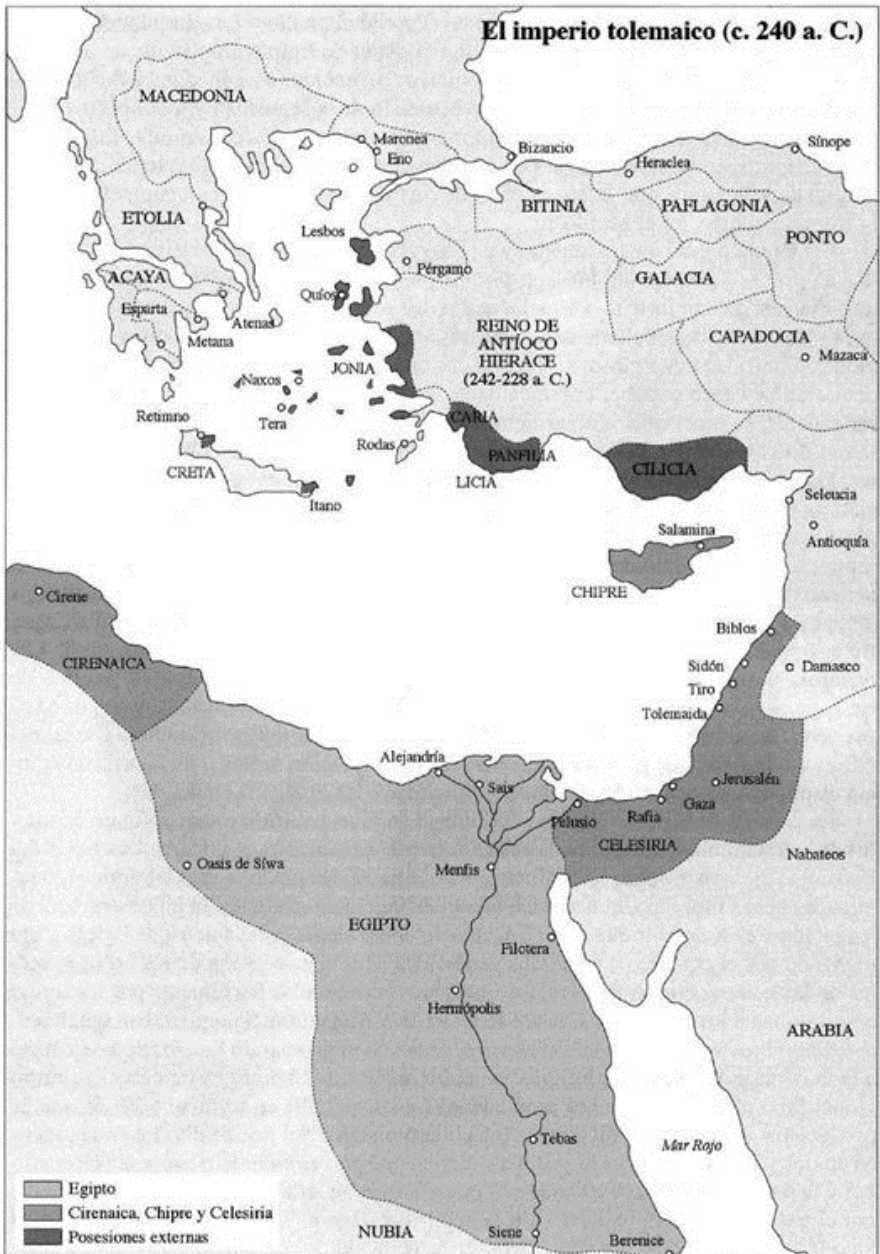 El imperio tolemaico (c. 240 a. C.)
MACEDONIA
Maronea
Eno
Bizancio
Heraclea
Sínope
BITINIA
PAFLAGONIA
PONTO
ETOLIA
Lesbos
Pérgamo
GALACIA
ACAYA
Quíos
Esparta
Atenas
Metana
REINO DE
ANTÍOCO
HIERACE
(242-228 a. C.)
CAPADOCIA
Mazaca
JONIA
Naxos
Retimno
Tera
CARIA
Rodas
PANFILIA
CILICIA
CRETA
LICIA
Itano
Seleucia
Salamina
Antioquía
CHIPRE
Cirene
Biblos
CIRENAICA
Sidón
Damasco
Tiro
Tolemaida
Alejandría
Sais
Jerusalén
Gaza
Pelusio
Rafia
CELESIRIA
Nabateos
Oasis de Siwa
Menfis
EGIPTO
Filotera
Hermópolis
ARABIA
Tebas
Mar Rojo
Egipto
Cirenaica, Chipre y Celesiria
Posesiones externas
NUBIA
Siene
Berenice